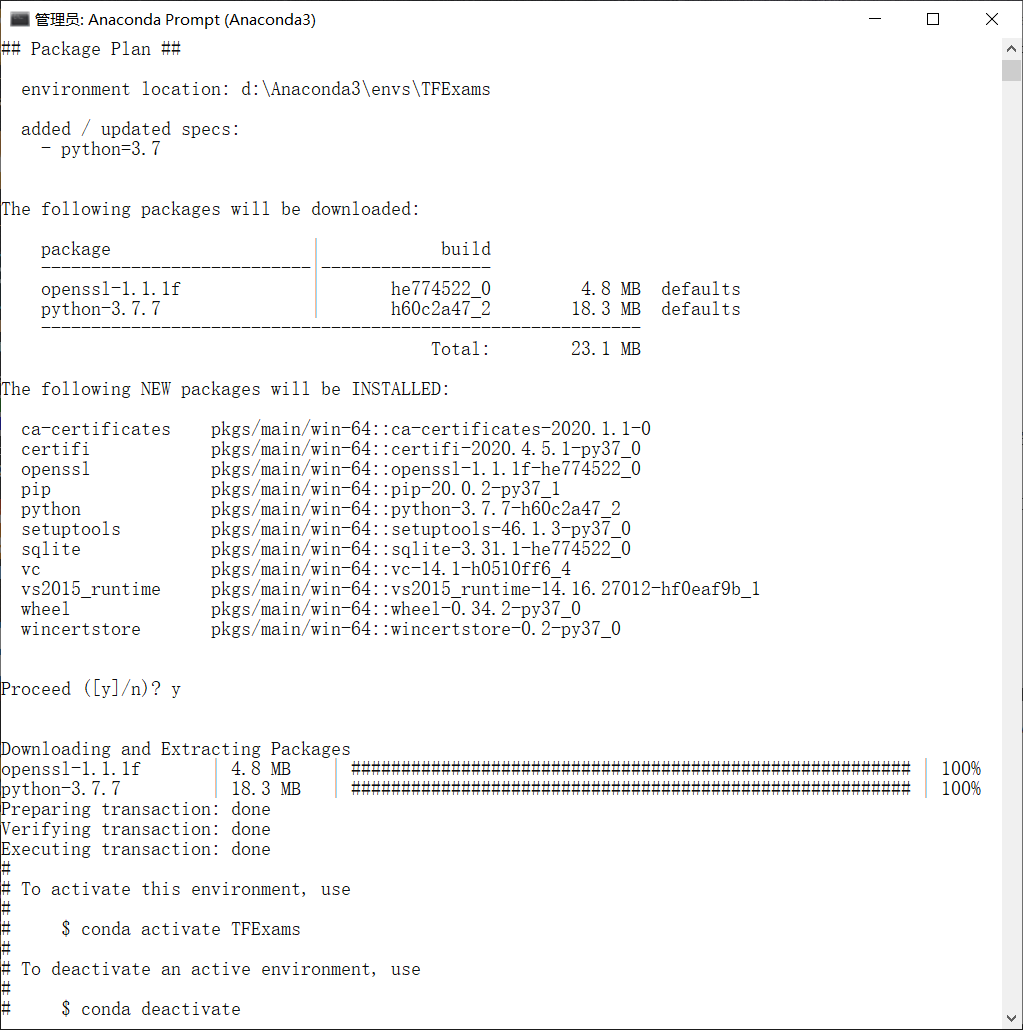 管理员: Anaconda Prompt (Anaconda3)
## Package Plan ##
environment location: d:\Anaconda3\envs\TFExams
added / updated specs:
- python=3.7
The following packages will be downloaded:
package | build
---------------------------|-----------------
openssl-1.1.1f | he774522_0 4.8 MB defaults
python-3.7.7 | h60c2a47_2 18.3 MB defaults
------------------------------------------------------------
Total: 23.1 MB
The following NEW packages will be INSTALLED:
ca-certificates pkgs/main/win-64::ca-certificates-2020.1.1-0
certifi pkgs/main/win-64::certifi-2020.4.5.1-py37_0
openssl pkgs/main/win-64::openssl-1.1.1f-he774522_0
pip pkgs/main/win-64::pip-20.0.2-py37_1
python pkgs/main/win-64::python-3.7.7-h60c2a47_2
setuptools pkgs/main/win-64::setuptools-46.1.3-py37_0
sqlite pkgs/main/win-64::sqlite-3.31.1-he774522_0
vc pkgs/main/win-64::vc-14.1-h0510ff6_4
vs2015_runtime pkgs/main/win-64::vs2015_runtime-14.16.27012-hf0eaf9b_1
wheel pkgs/main/win-64::wheel-0.34.2-py37_0
wincertstore pkgs/main/win-64::wincertstore-0.2-py37_0
Proceed ([y]/n)? y
Downloading and Extracting Packages
openssl-1.1.1f | 4.8 MB | ######################################################## | 100%
python-3.7.7 | 18.3 MB | ######################################################## | 100%
Preparing transaction: done
Verifying transaction: done
Executing transaction: done
#
# To activate this environment, use
#
# $ conda activate TFExams
#
# To deactivate an active environment, use
#
# $ conda deactivate